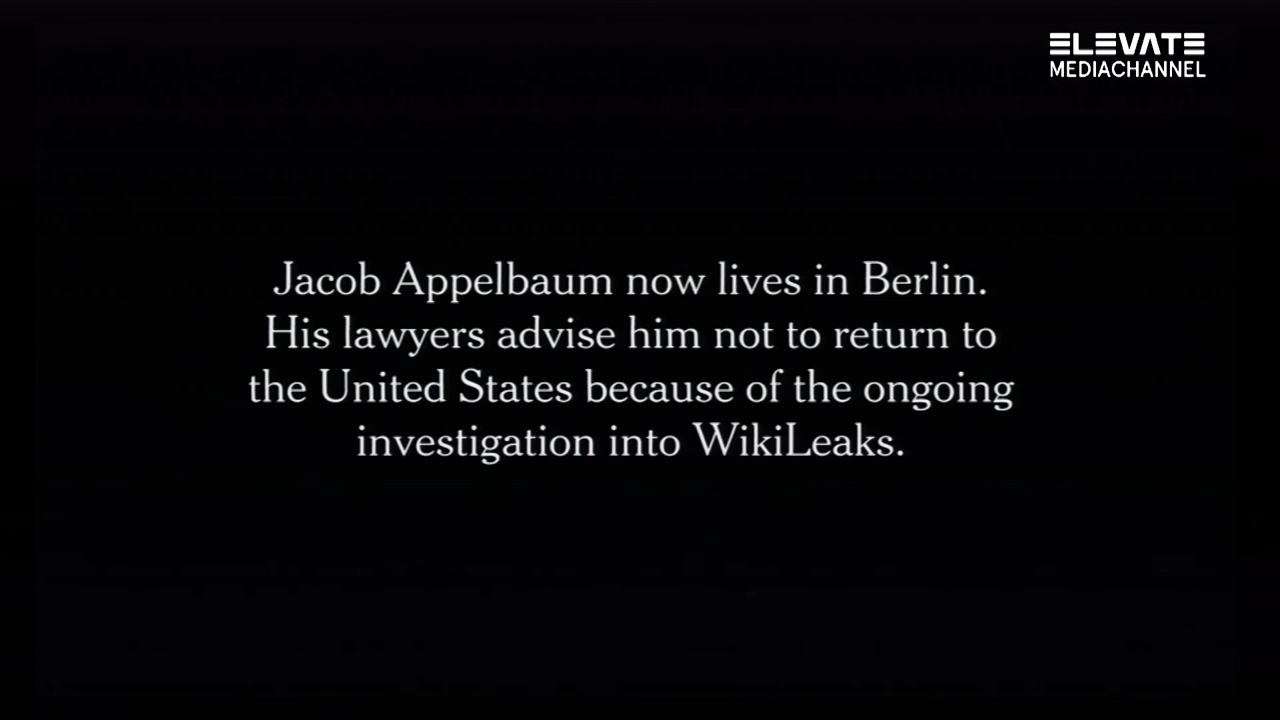 ELEVATE
MEDIACHANNEL
Jacob Appelbaum now lives in Berlin.
His lawyers advise him not to return to
the United States because of the ongoing
investigation into WikiLeaks.